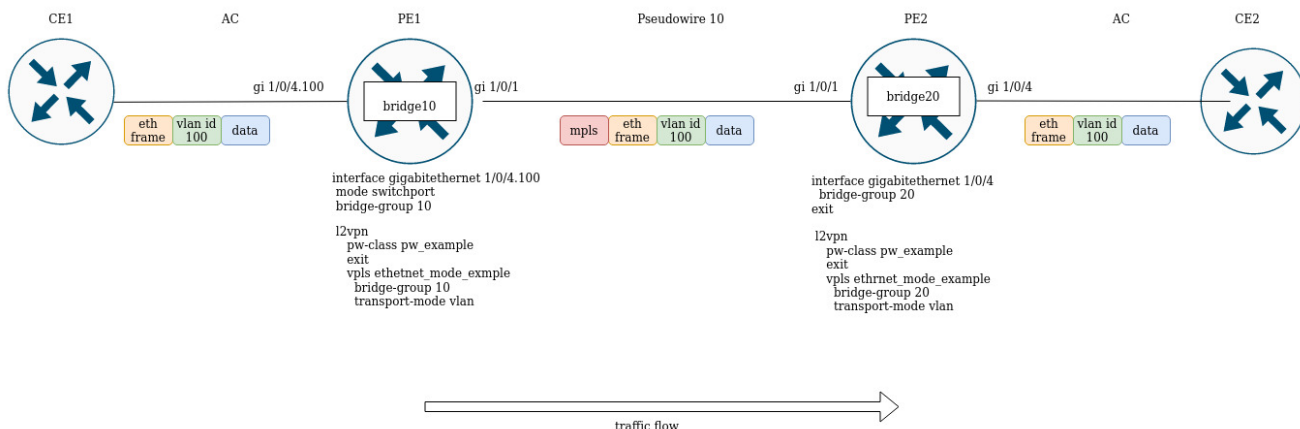 CE1
AC
PE1
Pseudowire 10
PE2
AC
CE2
gi 1/0/4.100
bridge10
gi 1/0/1
gi 1/0/1
bridge20
gi 1/0/4
eth frame
vlan id 100
data
mpls
eth frame
vlan id 100
data
eth frame
vlan id 100
data
interface gigabitethernet 1/0/4.100
mode switchport
bridge-group 10
l2vpn
pw-class pw_example
exit
vpls ethetnet_mode_exmple
bridge-group 10
transport-mode vlan
interface gigabitethernet 1/0/4
bridge-group 20
exit
l2vpn
pw-class pw_example
exit
vpls ethrnet_mode_example
bridge-group 20
transport-mode vlan
traffic flow